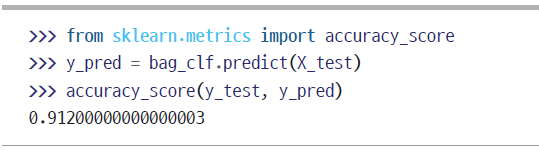 >>> from sklearn.metrics import accuracy_score
>>> y_pred = bag_clf.predict(X_test)
>>> accuracy_score(y_test, y_pred)
0.91200000000000003